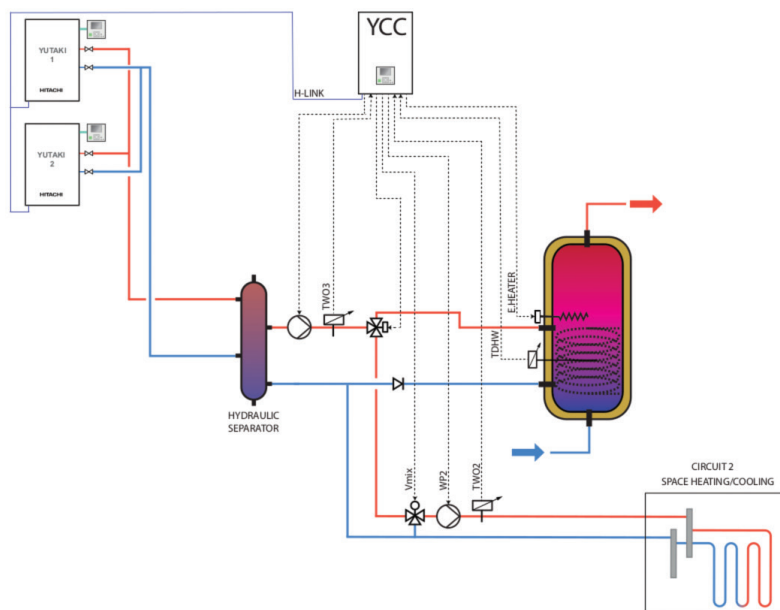 YCC
YUTAKI
1
HITACHI
H-LINK
YUTAKI
2
HITACHI
TWO3
E.HEATER
TDHW
HYDRAULIC
SEPARATOR
Vmix
WP2
TWO2
CIRCUIT 2
SPACE HEATING/COOLING